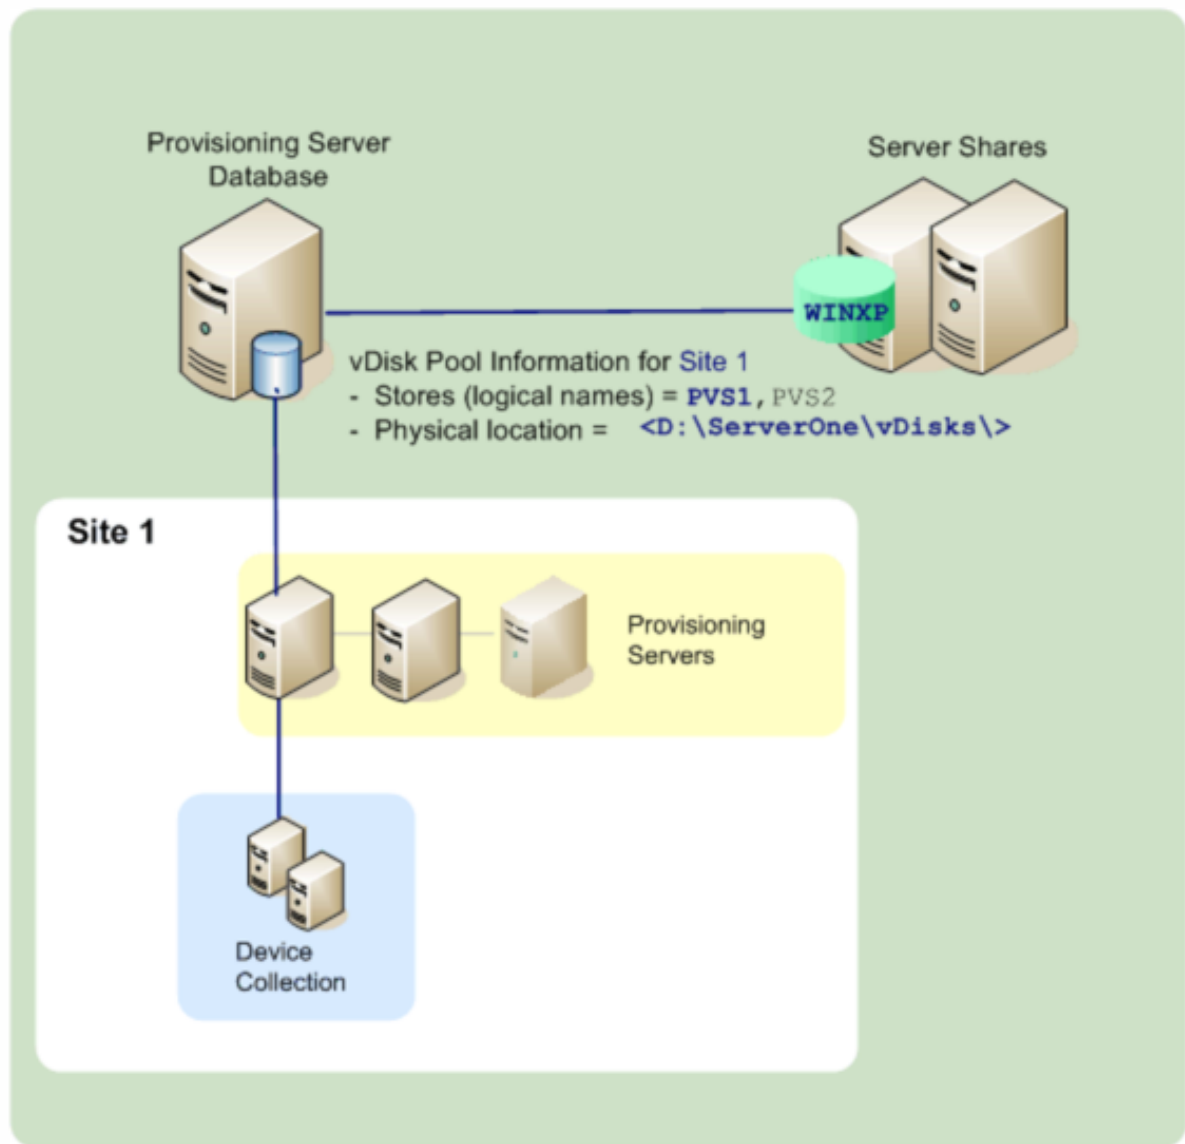 Provisioning Server
Database
Server Shares
WINXP
vDisk Pool Information for Site 1
- Stores (logical names) = PVS1, PVS2
- Physical location = <D:\ServerOne\vDisks\>
Site 1
Provisioning
Servers
Device
Collection